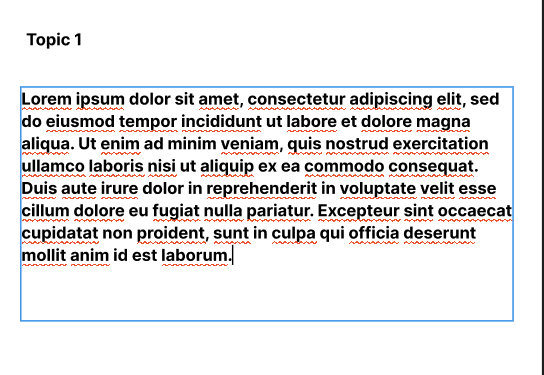 Topic 1
Lorem ipsum dolor sit amet, consectetur adipiscing elit, sed
do eiusmod tempor incididunt ut labore et dolore magna
aliqua. Ut enim ad minim veniam, quis nostrud exercitation
ullamco laboris nisi ut aliquip ex ea commodo consequat.
Duis aute irure dolor in reprehenderit in voluptate velit esse
cillum dolore eu fugiat nulla pariatur. Excepteur sint occaecat
cupidatat non proident, sunt in culpa qui officia deserunt
mollit anim id est laborum.